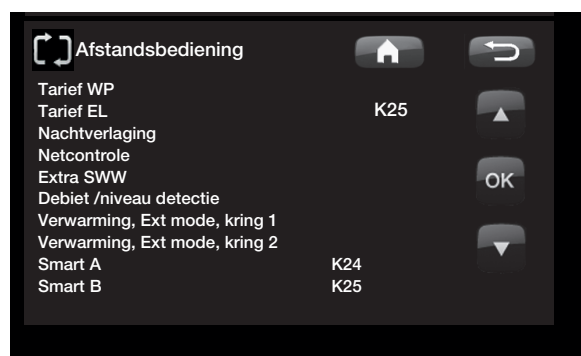 Afstandsbediening
Tarief WP
Tarief EL K25
Nachtverlaging
Netcontrole
Extra SWW
Debiet /niveau detectie
Verwarming, Ext mode, kring 1
Verwarming, Ext mode, kring 2
Smart A K24
Smart B K25
OK